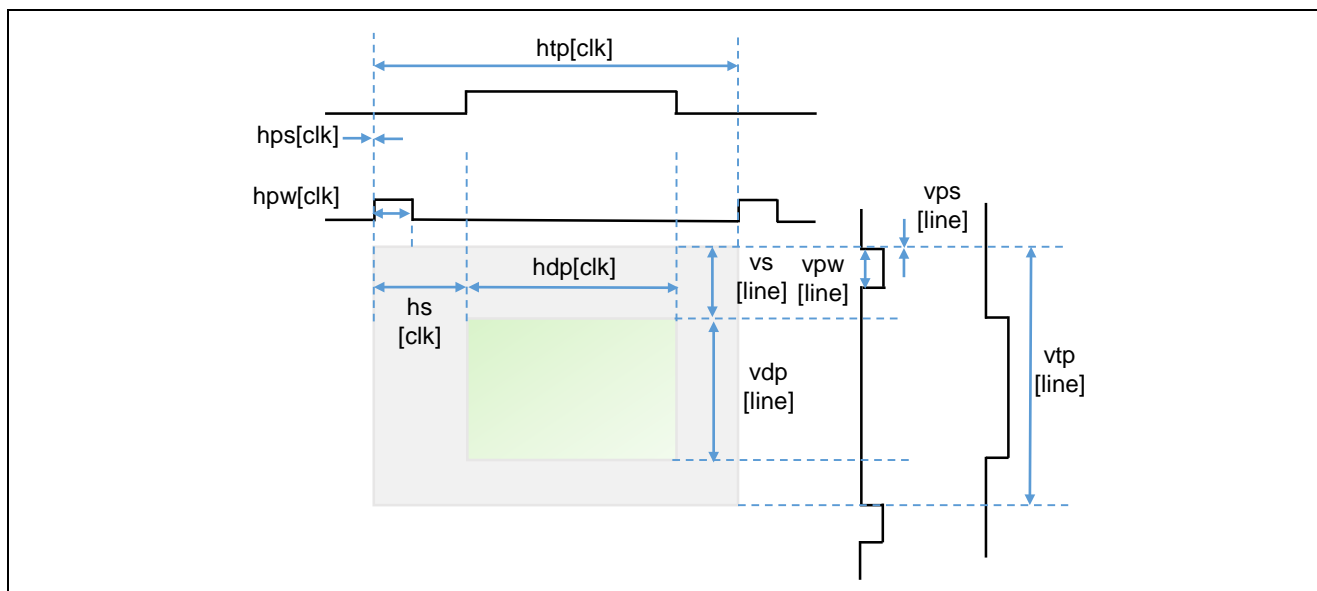 htp[clk]
hps[clk]
hpw[clk]
vps
[line]
hdp[clk]
vs
[line]
vpw
[line]
hs
[clk]
vdp
[line]
vtp
[line]